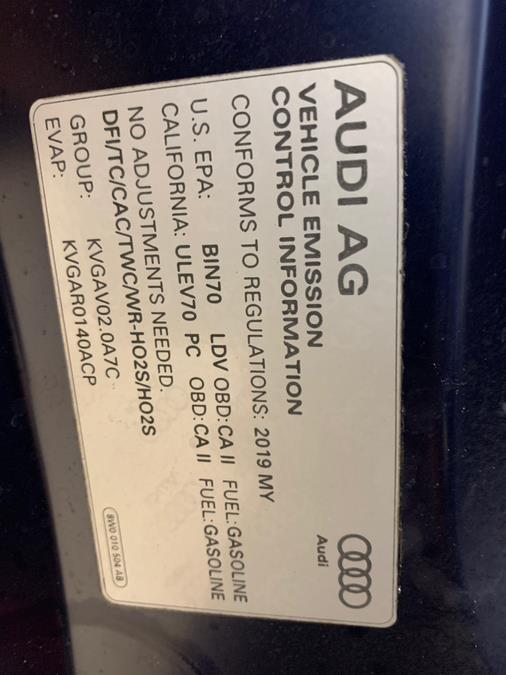 AUDI AG
Audi
VEHICLE EMISSION
CONTROL INFORMATION
CONFORMS TO REGULATIONS: 2019 MY
U.S. EPA: BIN70 LDV OBD:CA II FUEL:GASOLINE
CALIFORNIA: ULEV70 PC OBD:CA II FUEL:GASOLINE
NO ADJUSTMENTS NEEDED.
DFI/TC/CAC/TWC/WR-HO2S/HO2S
GROUP: KVGAV02.0A7C
EVAP: KVGAR0140ACP
8W0 010 504 AB